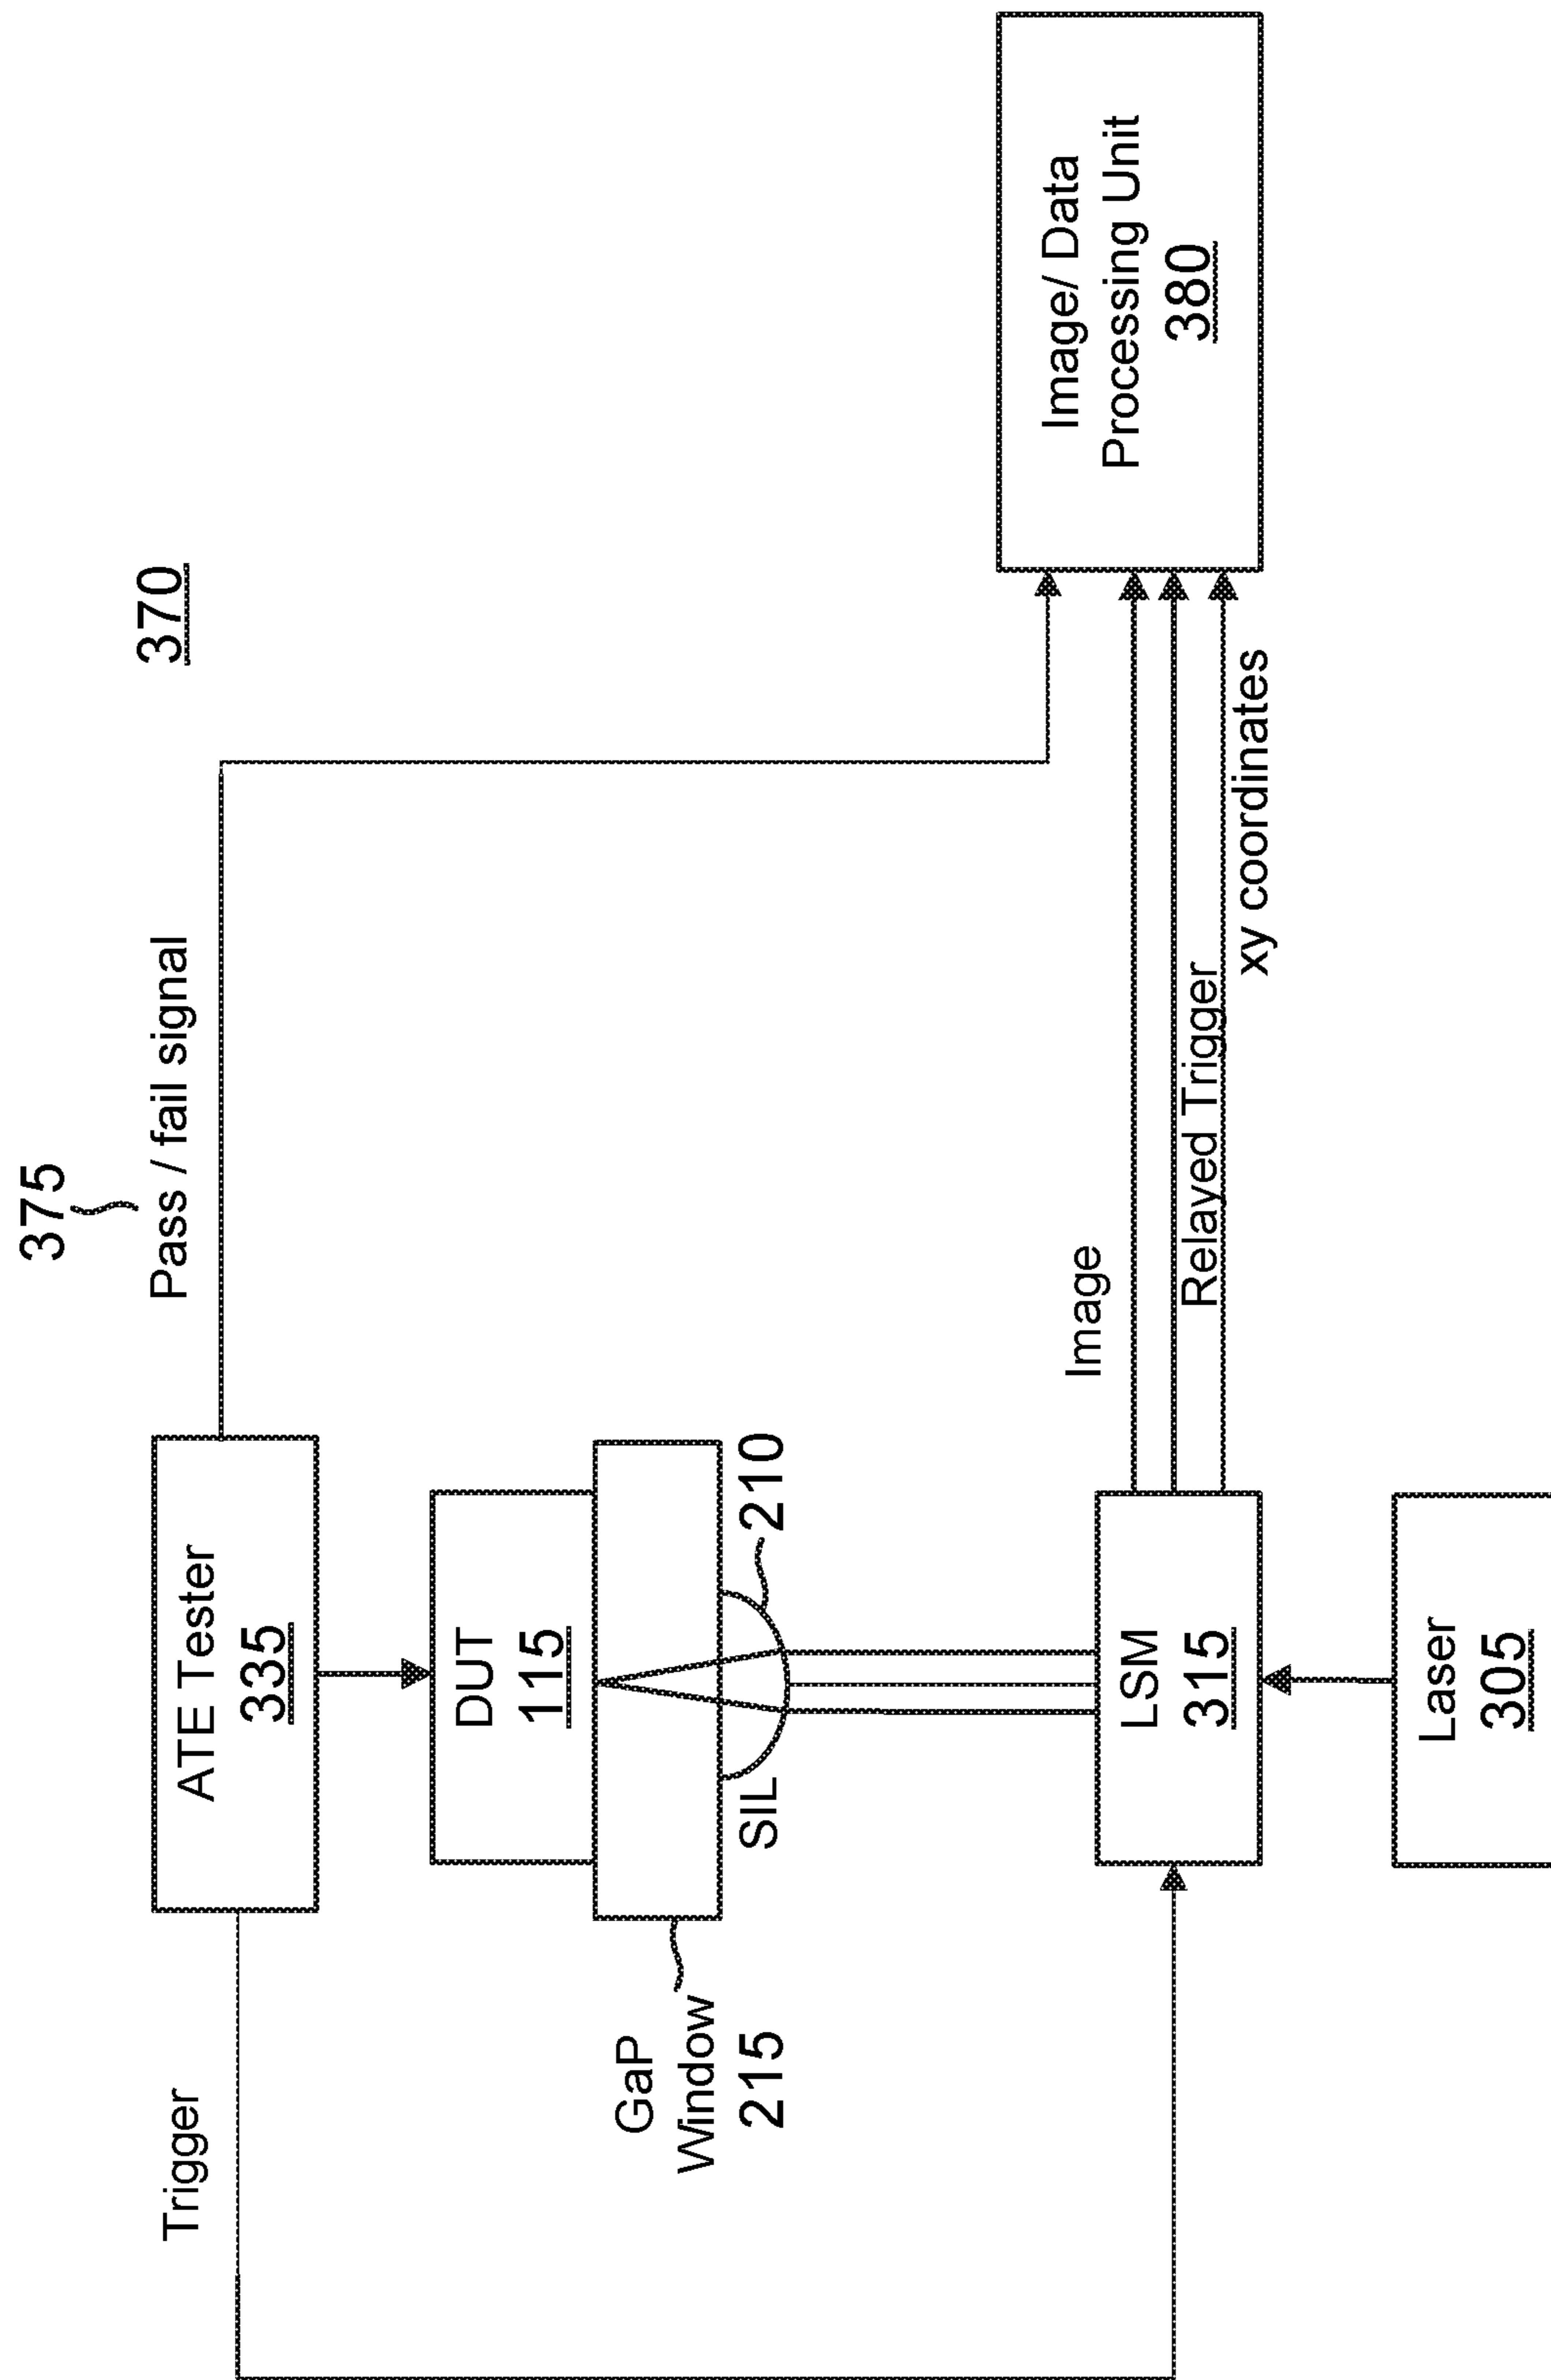 370
375
Pass / fail signal
Trigger
ATE Tester
335
DUT
115
GaP
Window
215
SIL
210
Image
Relayed Trigger
xy coordinates
Image/ Data
Processing Unit
380
LSM
315
Laser
305